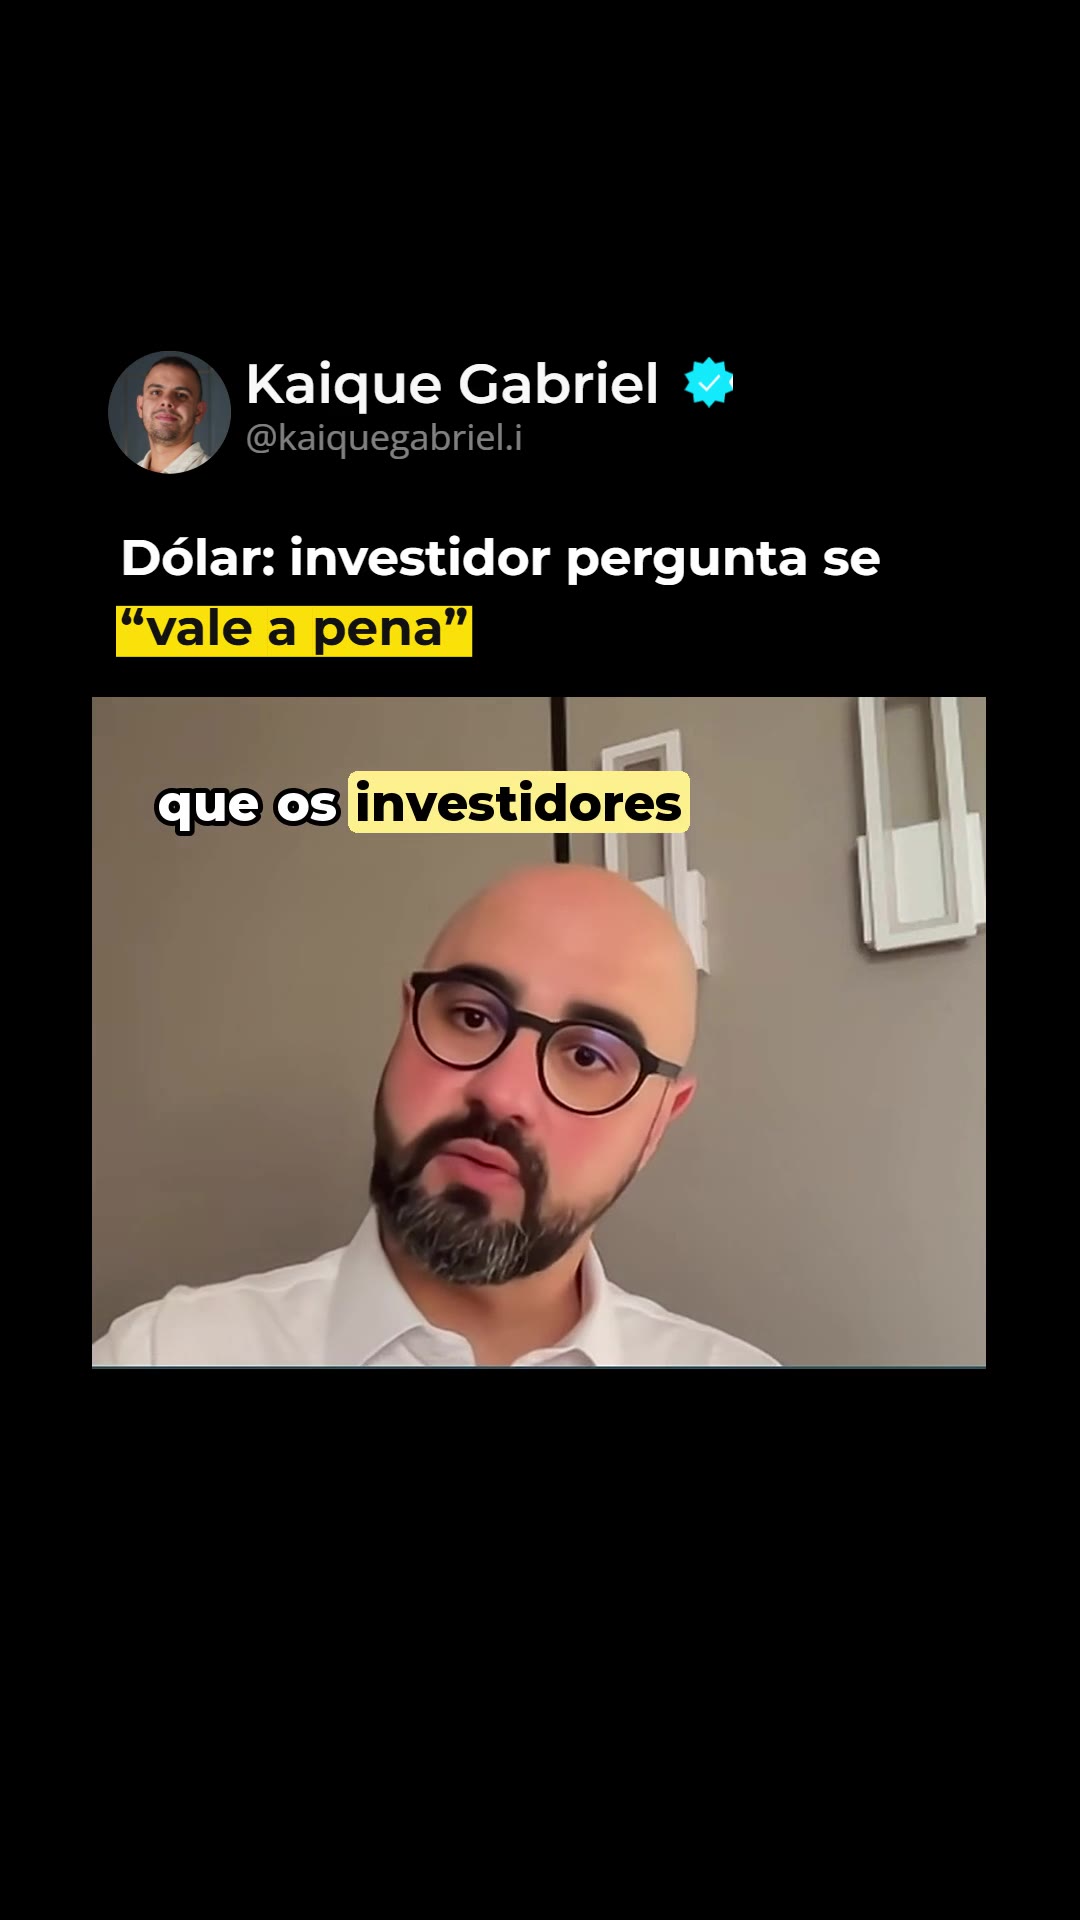 Kaique Gabriel
@kaiquegabriel.i
Dólar: investidor pergunta se
“vale a pena”
que os investidores